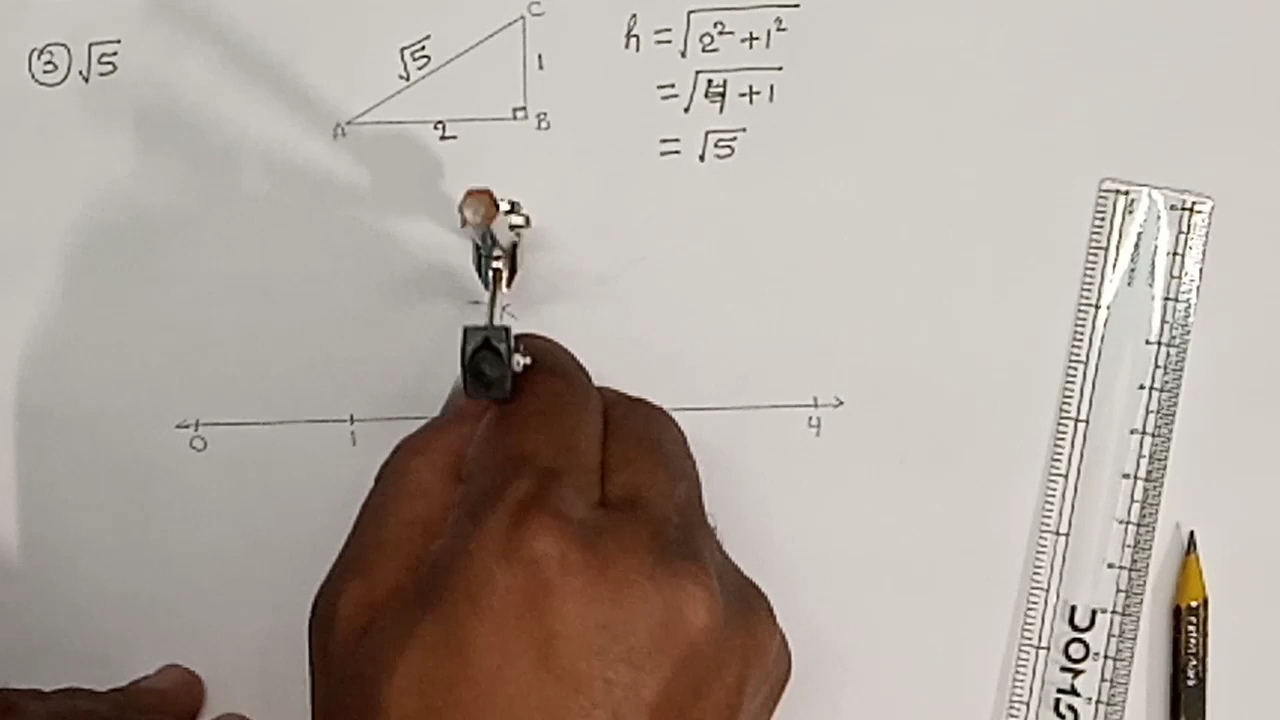 ③ √5
C
√5
1
A
2
B
h = √2² + 1²
= √4 + 1
= √5
0 1 4
DOMS